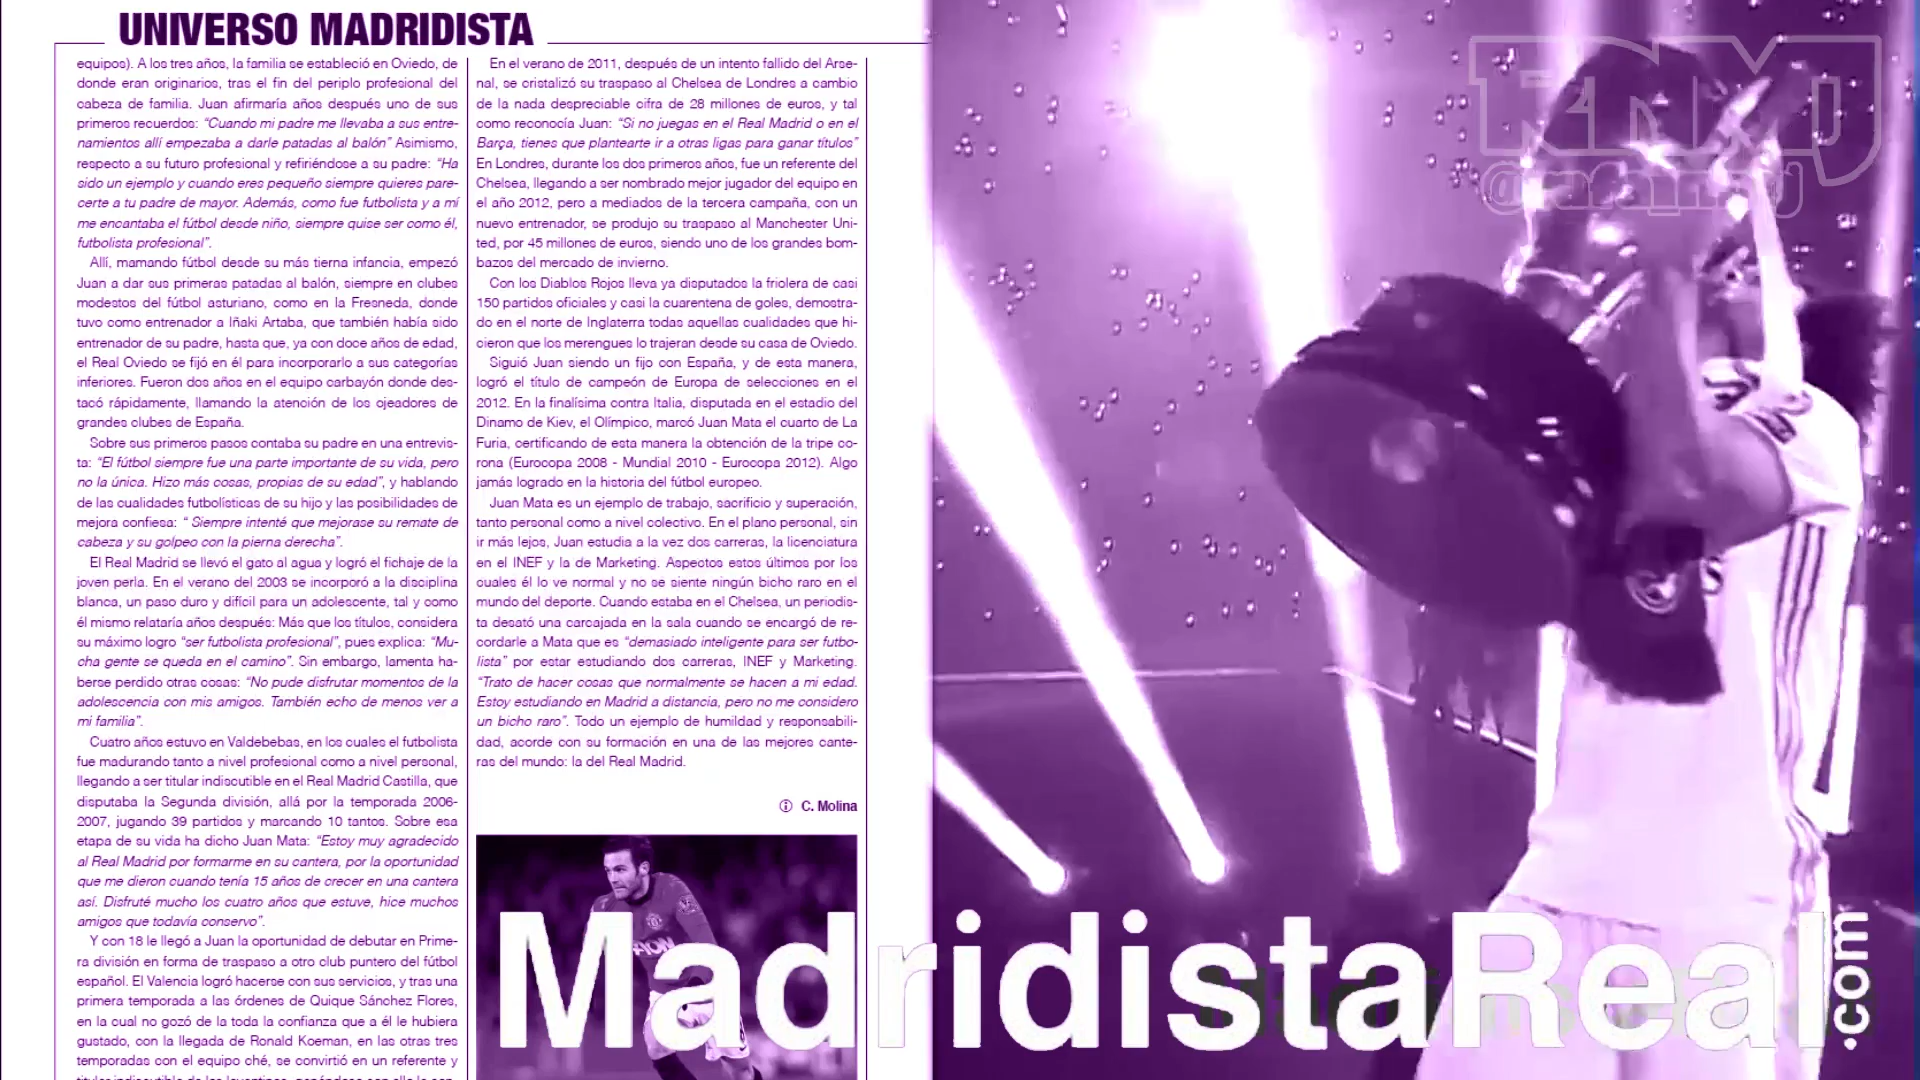 UNIVERSO MADRIDISTA
equipos). A los tres años, la familia se estableció en Oviedo, de
donde eran originarios, tras el fin del periplo profesional del
cabeza de familia. Juan afirmaría años después uno de sus
primeros recuerdos: “Cuando mi padre me llevaba a sus entre-
namientos allí empezaba a darle patadas al balón” Asimismo,
respecto a su futuro profesional y refiriéndose a su padre: “Ha
sido un ejemplo y cuando eres pequeño siempre quieres pare-
certe a tu padre de mayor. Además, como fue futbolista y a mí
me encantaba el fútbol desde niño, siempre quise ser como él,
futbolista profesional”.
Allí, mamando fútbol desde su más tierna infancia, empezó
Juan a dar sus primeras patadas al balón, siempre en clubes
modestos del fútbol asturiano, como en la Fresneda, donde
tuvo como entrenador a Iñaki Artaba, que también había sido
entrenador de su padre, hasta que, ya con doce años de edad,
el Real Oviedo se fijó en él para incorporarlo a sus categorías
inferiores. Fueron dos años en el equipo carbayón donde des-
tacó rápidamente, llamando la atención de los ojeadores de
grandes clubes de España.
Sobre sus primeros pasos contaba su padre en una entrevis-
ta: “El fútbol siempre fue una parte importante de su vida, pero
no la única. Hizo más cosas, propias de su edad”, y hablando
de las cualidades futbolísticas de su hijo y las posibilidades de
mejora confiesa: “ Siempre intenté que mejorase su remate de
cabeza y su golpeo con la pierna derecha”.
El Real Madrid se llevó el gato al agua y logró el fichaje de la
joven perla. En el verano del 2003 se incorporó a la disciplina
blanca, un paso duro y difícil para un adolescente, tal y como
él mismo relataría años después: Más que los títulos, considera
su máximo logro “ser futbolista profesional”, pues explica: “Mu-
cha gente se queda en el camino”. Sin embargo, lamenta ha-
berse perdido otras cosas: “No pude disfrutar momentos de la
adolescencia con mis amigos. También echo de menos ver a
mi familia”.
Cuatro años estuvo en Valdebebas, en los cuales el futbolista
fue madurando tanto a nivel profesional como a nivel personal,
llegando a ser titular indiscutible en el Real Madrid Castilla, que
disputaba la Segunda división, allá por la temporada 2006-
2007, jugando 39 partidos y marcando 10 tantos. Sobre esa
etapa de su vida ha dicho Juan Mata: “Estoy muy agradecido
al Real Madrid por formarme en su cantera, por la oportunidad
que me dieron cuando tenía 15 años de crecer en una cantera
así. Disfruté mucho los cuatro años que estuve, hice muchos
amigos que todavía conservo”.
Y con 18 le llegó a Juan la oportunidad de debutar en Prime-
ra división en forma de traspaso a otro club puntero del fútbol
español. El Valencia logró hacerse con sus servicios, y tras una
primera temporada a las órdenes de Quique Sánchez Flores,
en la cual no gozó de la toda la confianza que a él le hubiera
gustado, con la llegada de Ronald Koeman, en las otras tres
temporadas con el equipo ché, se convirtió en un referente y
En el verano de 2011, después de un intento fallido del Arse-
nal, se cristalizó su traspaso al Chelsea de Londres a cambio
de la nada despreciable cifra de 28 millones de euros, y tal
como reconocía Juan: “Si no juegas en el Real Madrid o en el
Barça, tienes que plantearte ir a otras ligas para ganar títulos”
En Londres, durante los dos primeros años, fue un referente del
Chelsea, llegando a ser nombrado mejor jugador del equipo en
el año 2012, pero a mediados de la tercera campaña, con un
nuevo entrenador, se produjo su traspaso al Manchester Uni-
ted, por 45 millones de euros, siendo uno de los grandes bom-
bazos del mercado de invierno.
Con los Diablos Rojos lleva ya disputados la friolera de casi
150 partidos oficiales y casi la cuarentena de goles, demostra-
do en el norte de Inglaterra todas aquellas cualidades que hi-
cieron que los merengues lo trajeran desde su casa de Oviedo.
Siguió Juan siendo un fijo con España, y de esta manera,
logró el título de campeón de Europa de selecciones en el
2012. En la finalísima contra Italia, disputada en el estadio del
Dinamo de Kiev, el Olímpico, marcó Juan Mata el cuarto de La
Furia, certificando de esta manera la obtención de la tripe co-
rona (Eurocopa 2008 - Mundial 2010 - Eurocopa 2012). Algo
jamás logrado en la historia del fútbol europeo.
Juan Mata es un ejemplo de trabajo, sacrificio y superación,
tanto personal como a nivel colectivo. En el plano personal, sin
ir más lejos, Juan estudia a la vez dos carreras, la licenciatura
en el INEF y la de Marketing. Aspectos estos últimos por los
cuales él lo ve normal y no se siente ningún bicho raro en el
mundo del deporte. Cuando estaba en el Chelsea, un periodis-
ta desató una carcajada en la sala cuando se encargó de re-
cordarle a Mata que es “demasiado inteligente para ser futbo-
lista” por estar estudiando dos carreras, INEF y Marketing.
“Trato de hacer cosas que normalmente se hacen a mi edad.
Estoy estudiando en Madrid a distancia, pero no me considero
un bicho raro”. Todo un ejemplo de humildad y responsabili-
dad, acorde con su formación en una de las mejores cante-
ras del mundo: la del Real Madrid.
C. Molina
RNMJ
@rafa_nmj
MadridistaReal.com